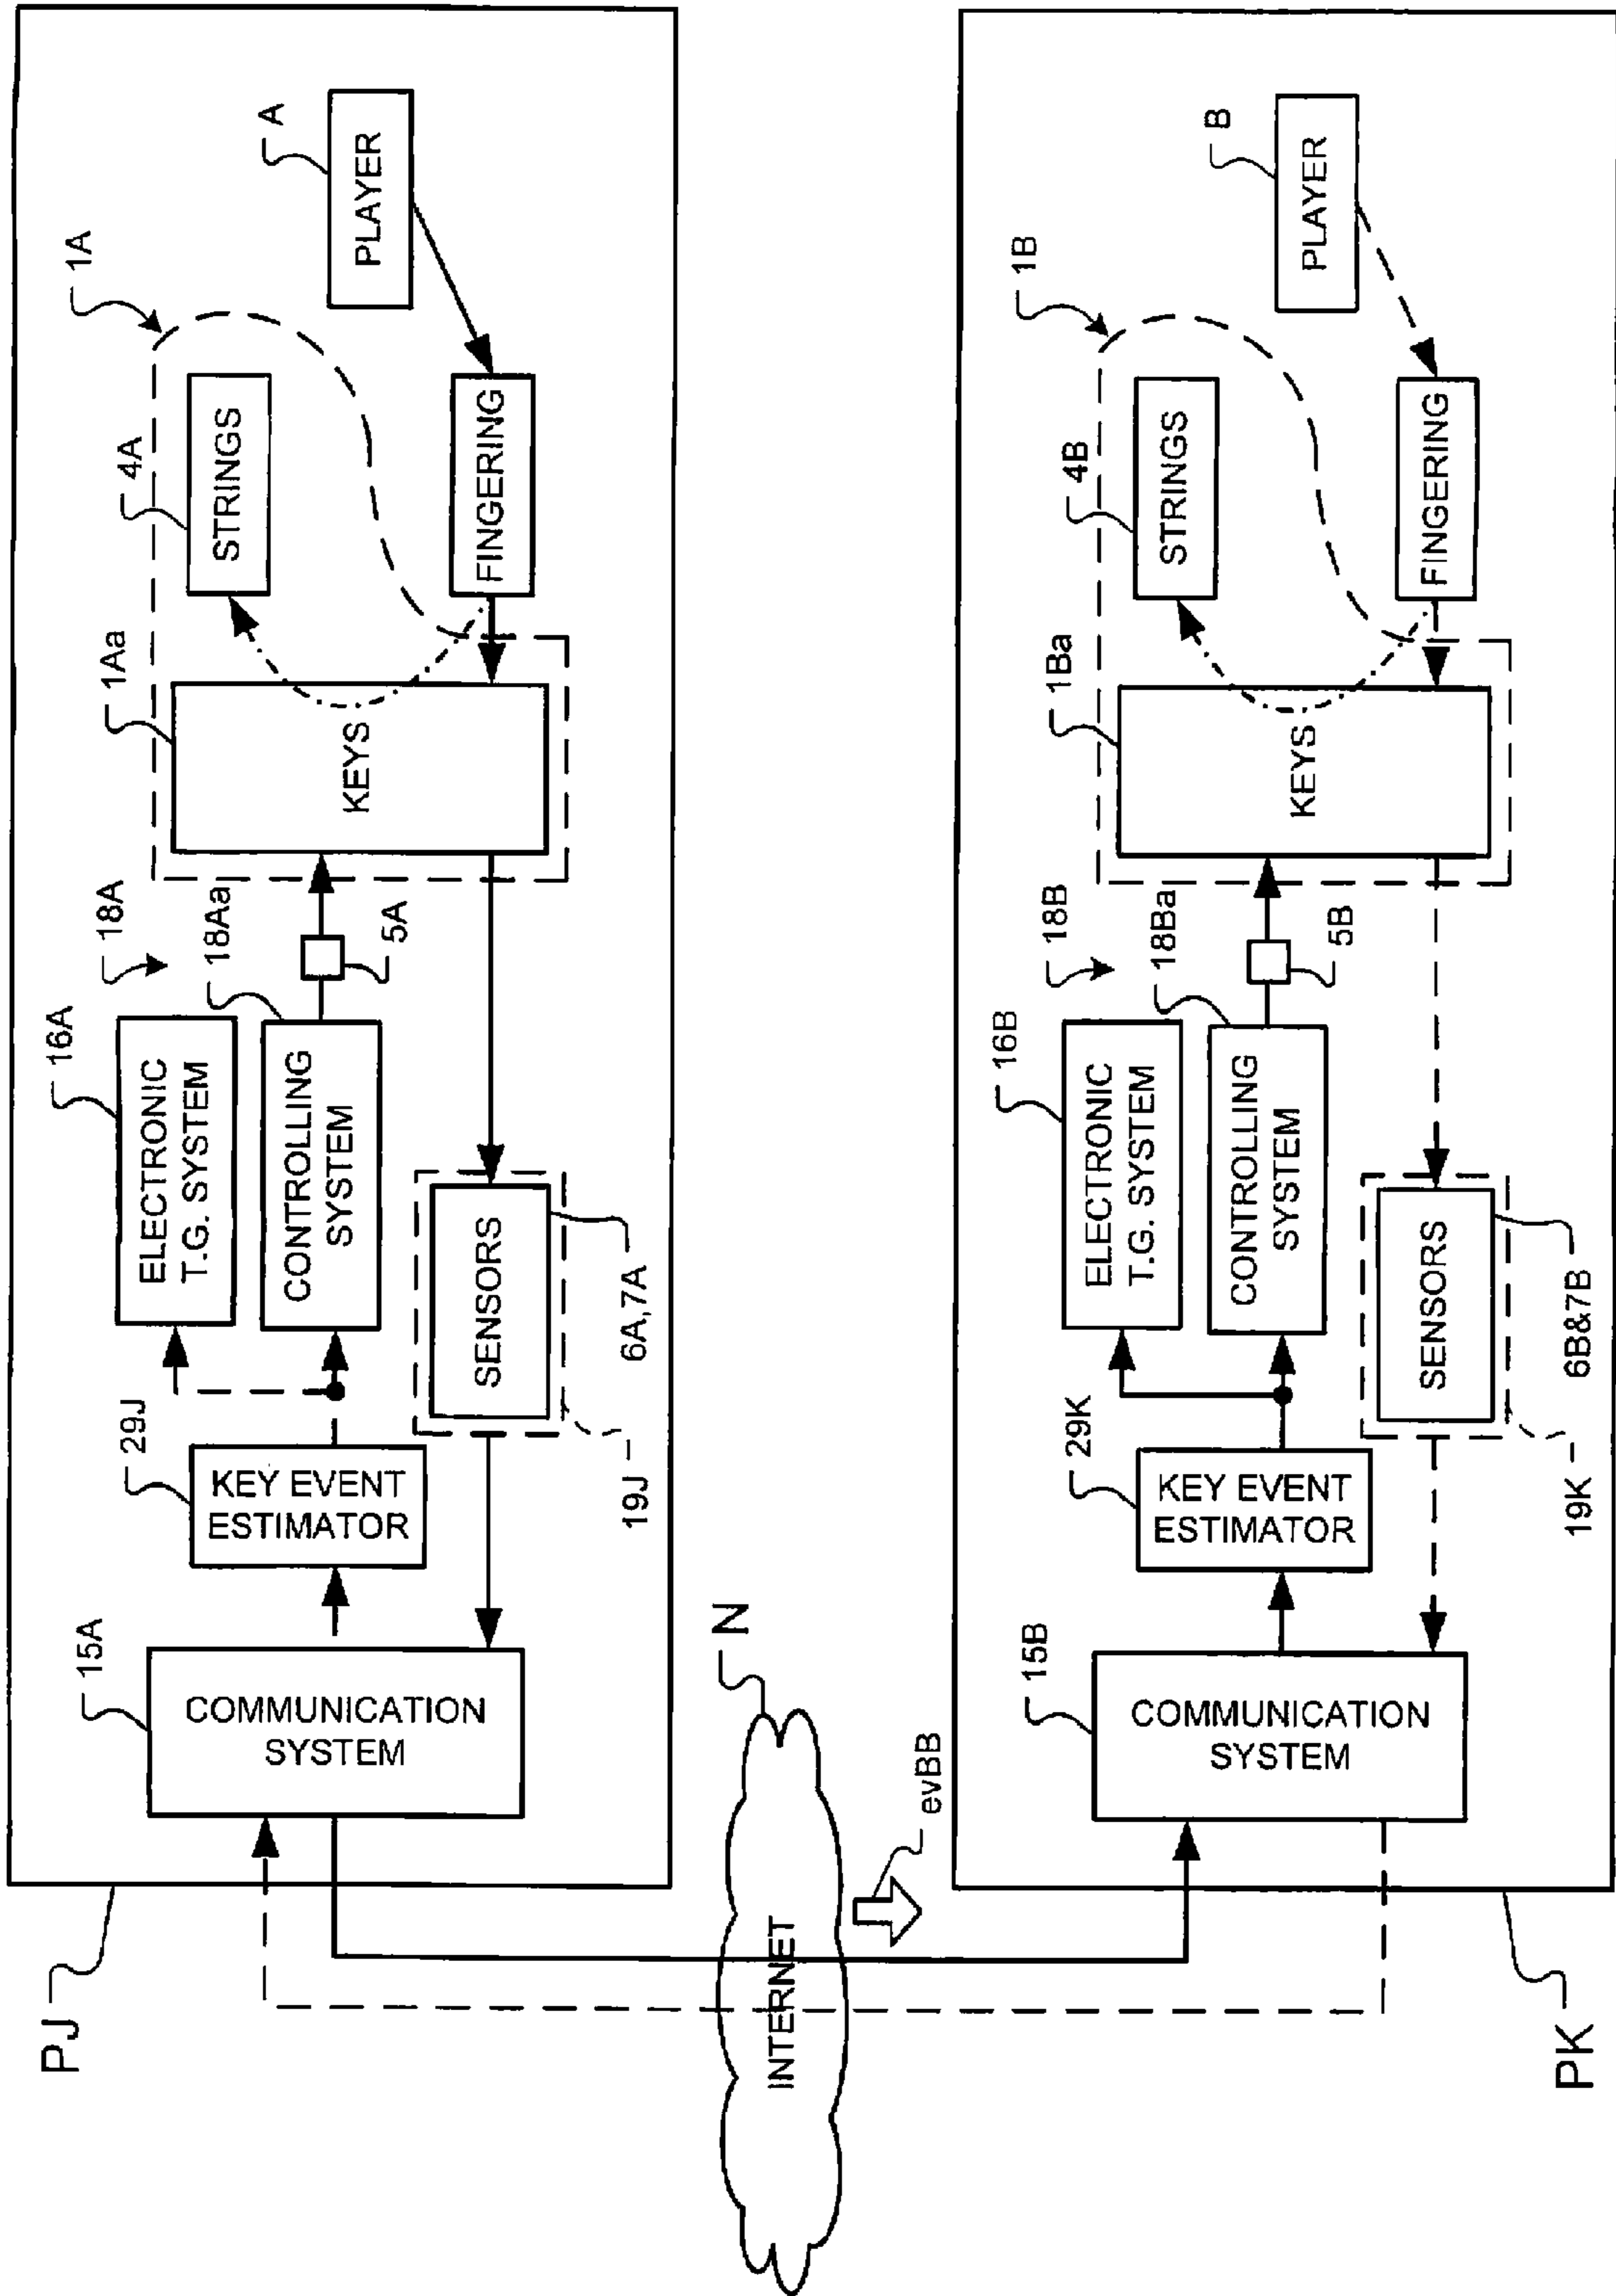 PJ
15A
COMMUNICATION
SYSTEM
29J
KEY EVENT
ESTIMATOR
16A
ELECTRONIC
T.G. SYSTEM
18A
18Aa
CONTROLLING
SYSTEM
5A
1Aa
KEYS
4A
STRINGS
1A
FINGERING
A
PLAYER
SENSORS
19J
6A,7A
N
INTERNET
evBB
PK
15B
COMMUNICATION
SYSTEM
29K
KEY EVENT
ESTIMATOR
16B
ELECTRONIC
T.G. SYSTEM
18B
18Ba
CONTROLLING
SYSTEM
5B
1Ba
KEYS
4B
STRINGS
1B
FINGERING
B
PLAYER
SENSORS
19K
6B&7B